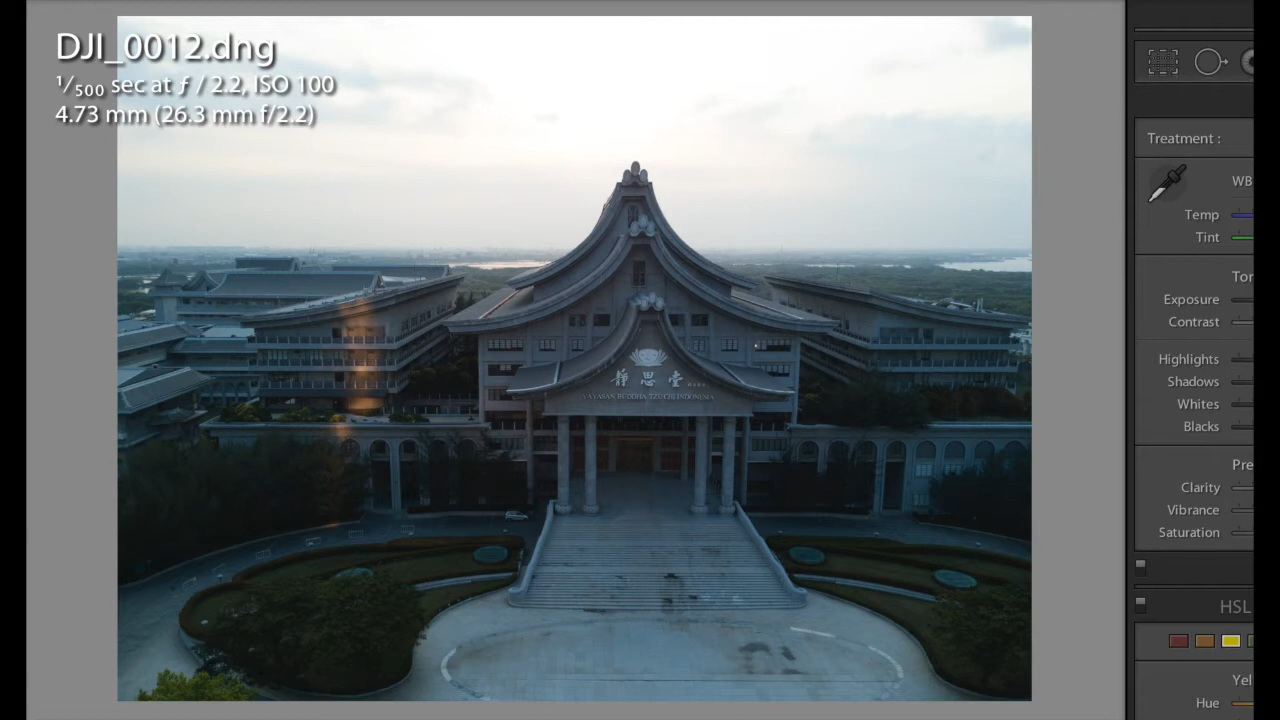 DJI_0012.dng
1/500 sec at ƒ / 2.2, ISO 100
4.73 mm (26.3 mm f/2.2)
靜思堂
YAYASAN BUDDHA TZU CHI INDONESIA
Treatment :
WB
Temp
Tint
Ton
Exposure
Contrast
Highlights
Shadows
Whites
Blacks
Pre
Clarity
Vibrance
Saturation
HSL
Yel
Hue